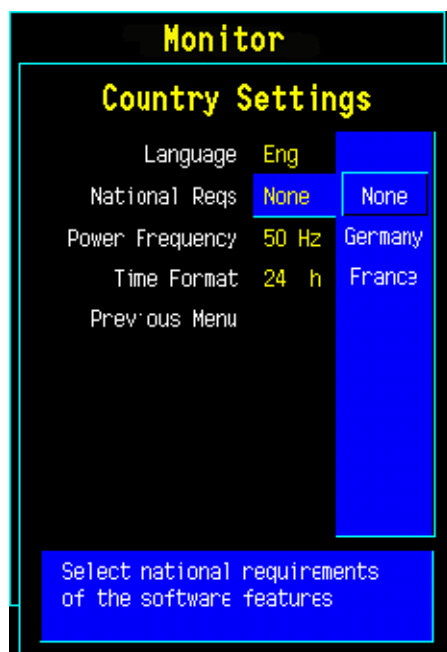 Monitor
Country Settings
Language Eng
National Reqs None None
Power Frequency 50 Hz Germany
Time Format 24 h France
Previous Menu
Select national requirements
of the software features